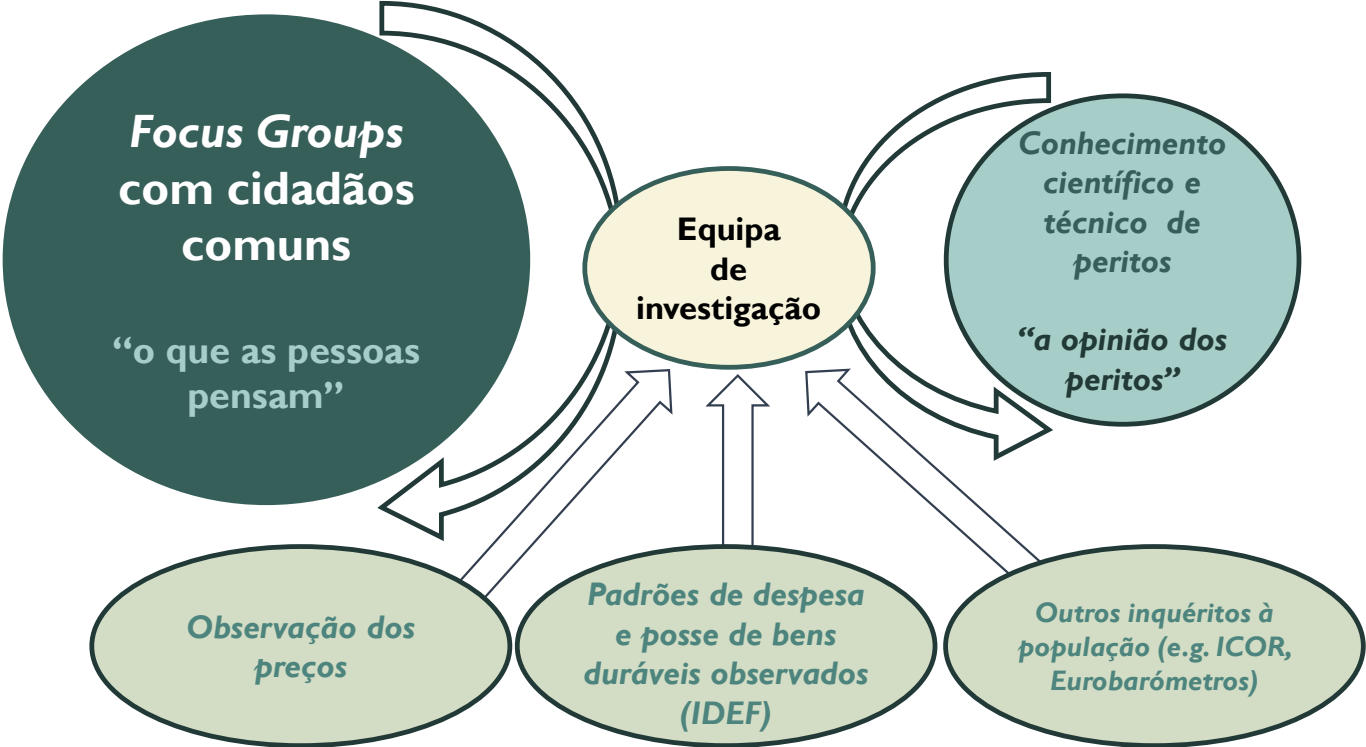 Focus Groups
com cidadãos
comuns
“o que as pessoas
pensam”
Equipa
de
investigação
Conhecimento
científico e
técnico de
peritos
“a opinião dos
peritos”
Observação dos
preços
Padrões de despesa
e posse de bens
duráveis observados
(IDEF)
Outros inquéritos à
população (e.g. ICOR,
Eurobarómetros)